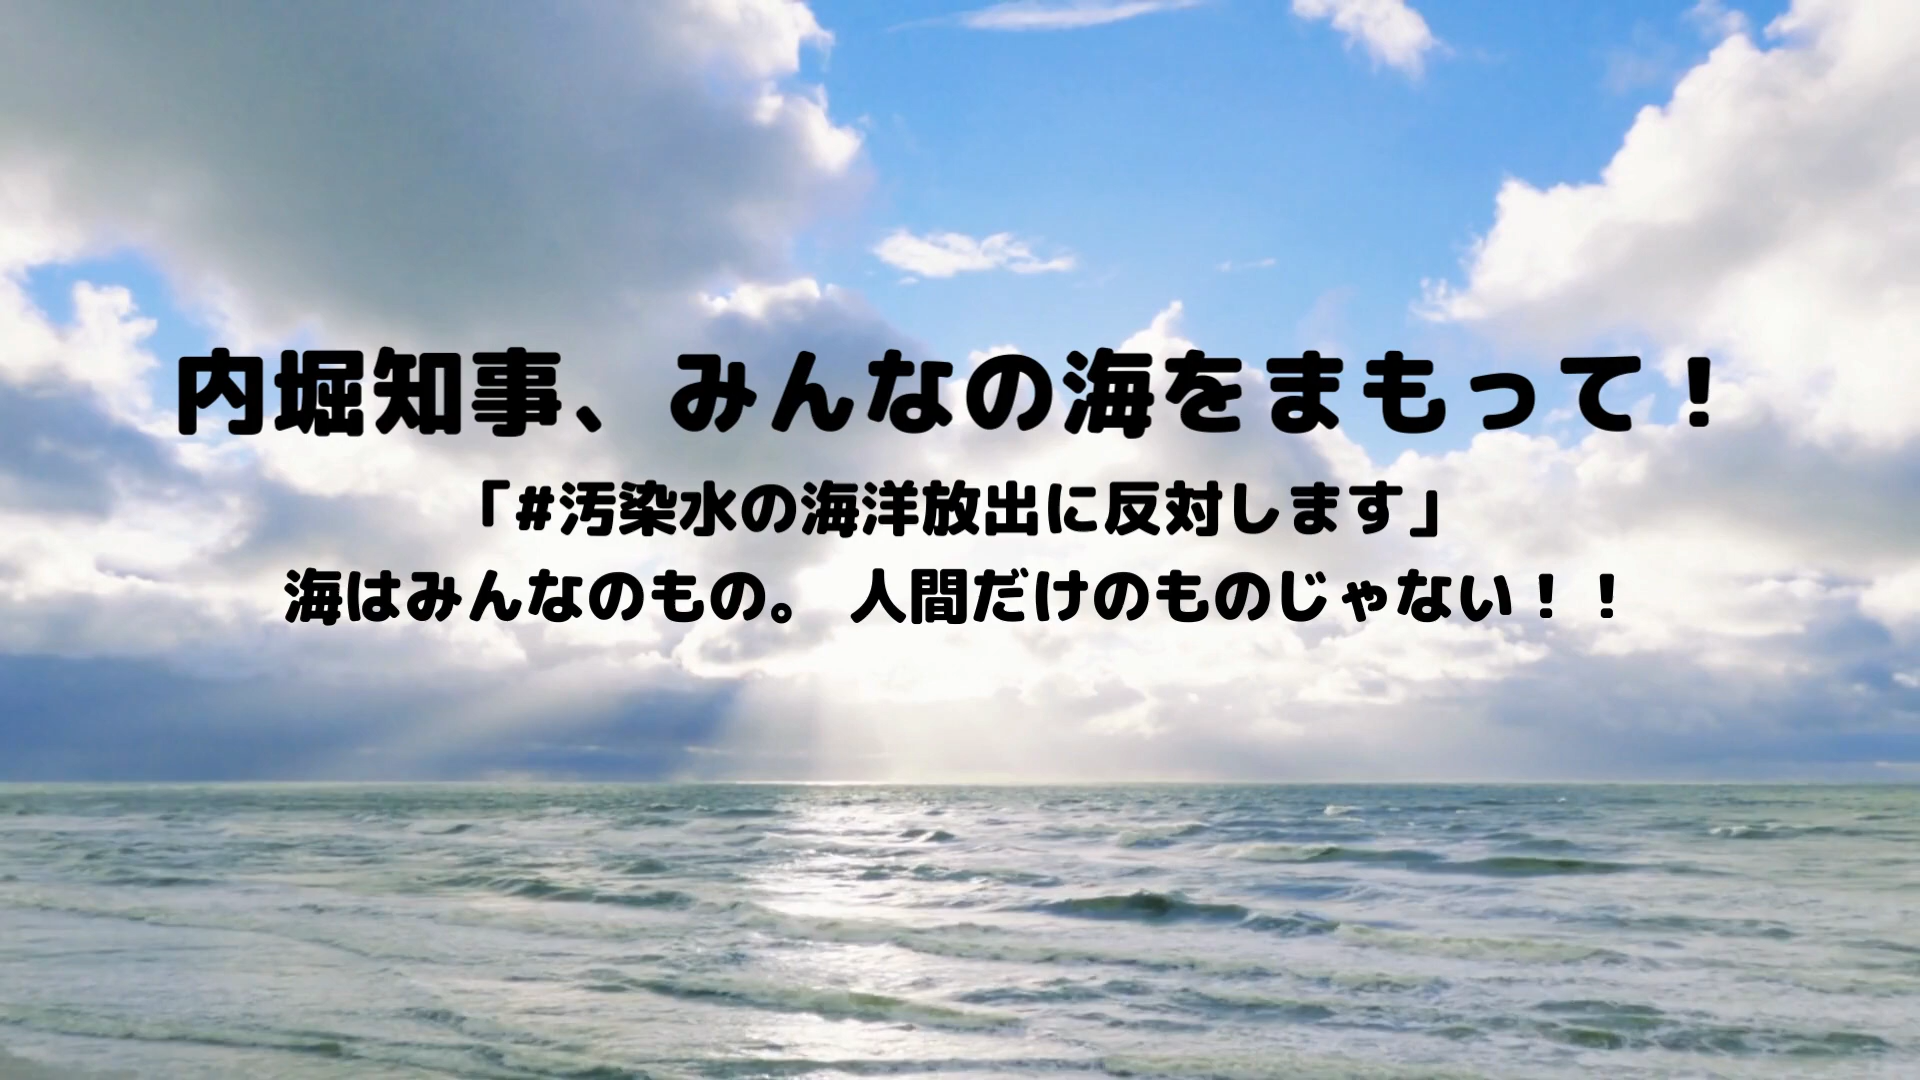 内堀知事、みんなの海をまもって！
「#汚染水の海洋放出に反対します」
海はみんなのもの。 人間だけのものじゃない！！